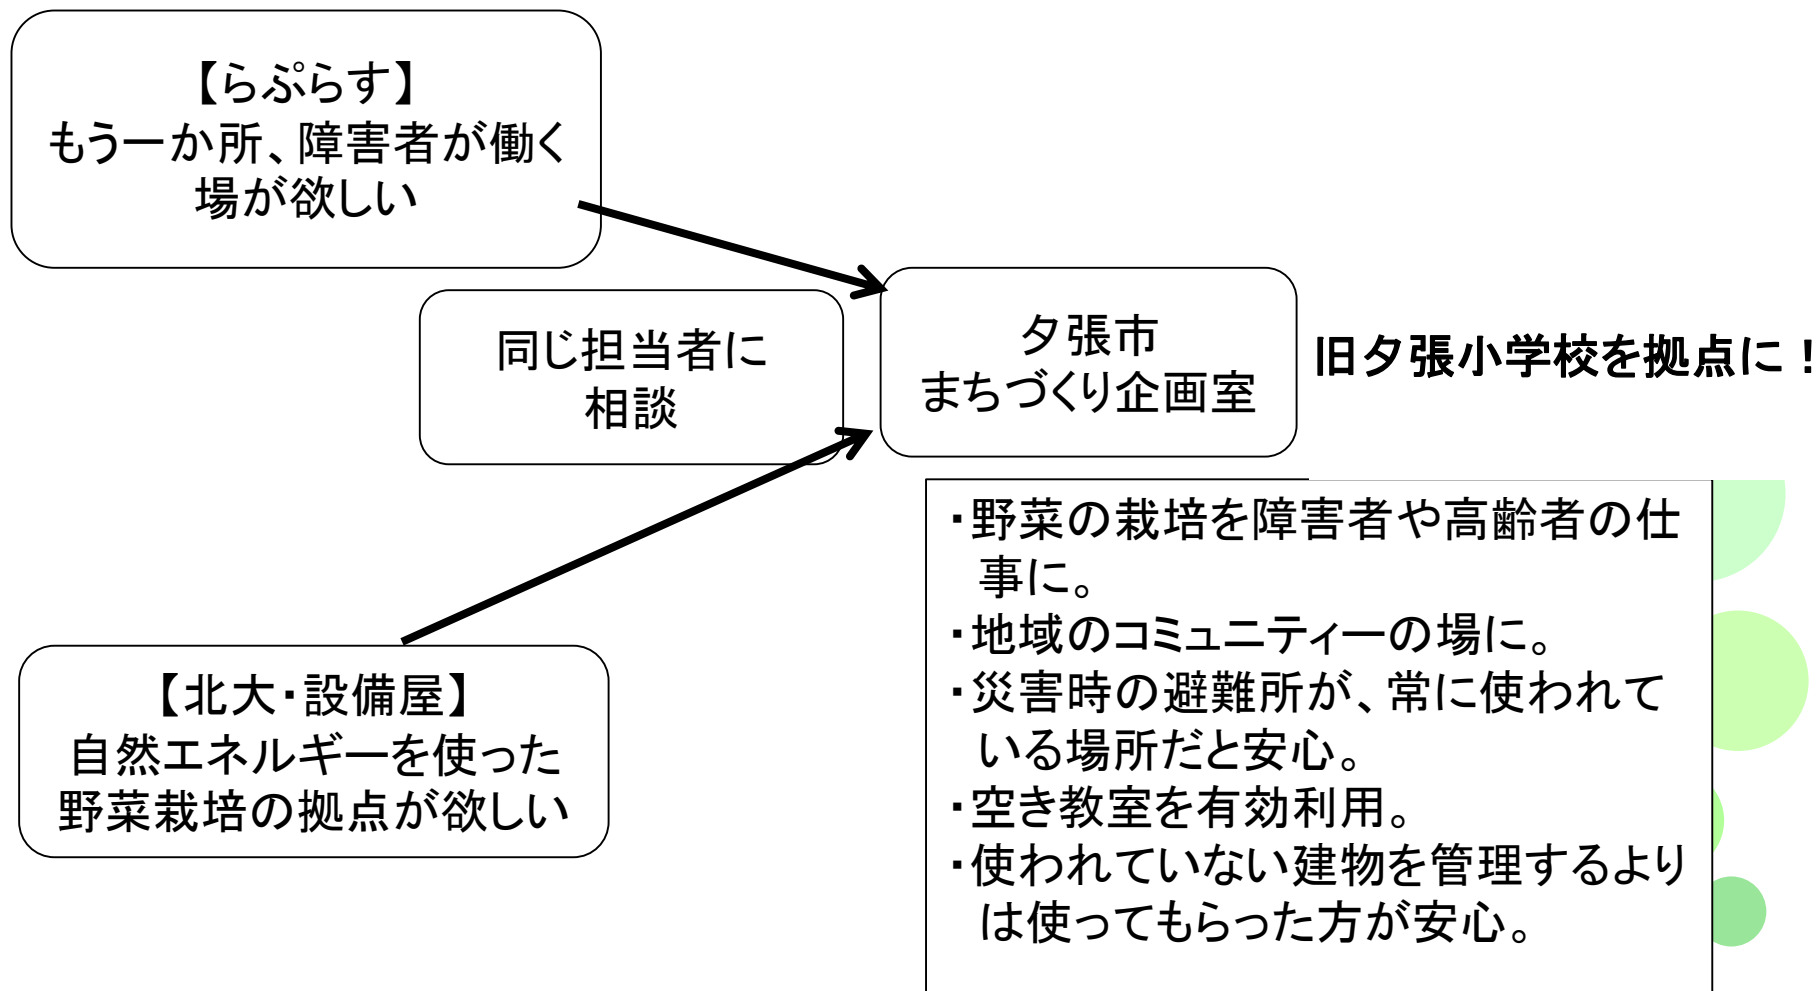 【らぷらす】
もう一か所、障害者が働く
場が欲しい
同じ担当者に
相談
夕張市
まちづくり企画室
旧夕張小学校を拠点に！
【北大・設備屋】
自然エネルギーを使った
野菜栽培の拠点が欲しい
・野菜の栽培を障害者や高齢者の仕
事に。
・地域のコミュニティーの場に。
・災害時の避難所が、常に使われて
いる場所だと安心。
・空き教室を有効利用。
・使われていない建物を管理するより
は使ってもらった方が安心。